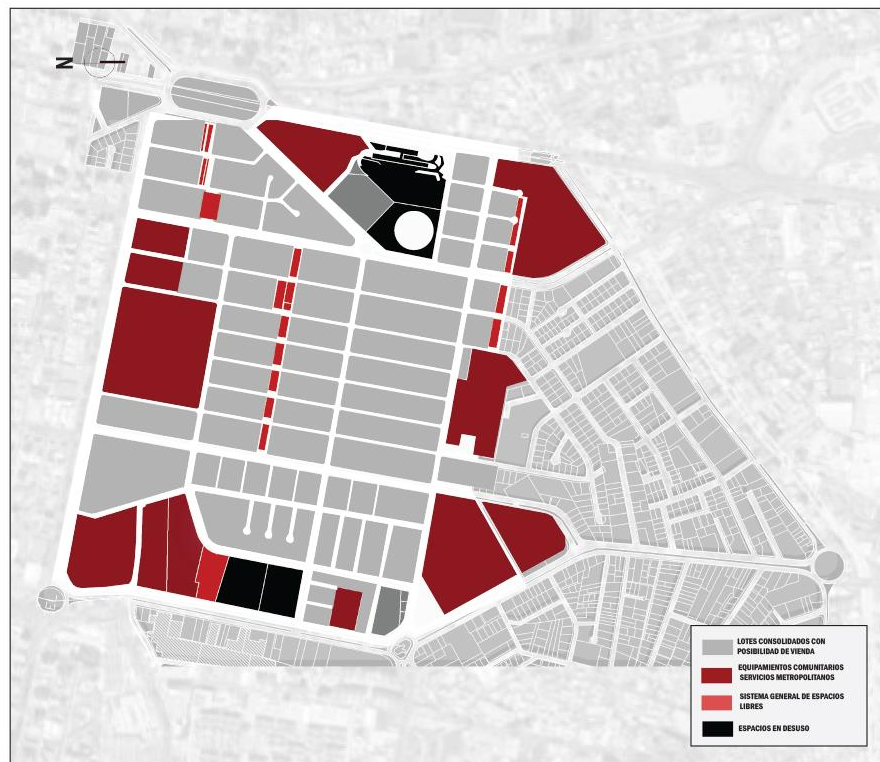 N
LOTES CONSOLIDADOS CON
POSIBILIDAD DE VIENDA
EQUIPAMIENTOS COMUNITARIOS
SERVICIOS METROPOLITANOS
SISTEMA GENERAL DE ESPACIOS
LIBRES
ESPACIOS EN DESUSO